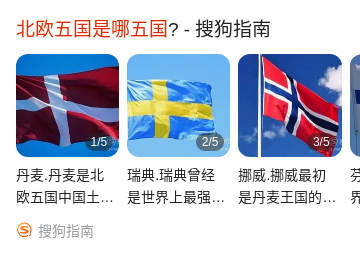 北欧五国是哪五国? - 搜狗指南
1/5
2/5
3/5
丹麦.丹麦是北
欧五国中国土...
瑞典.瑞典曾经
是世界上最强...
挪威.挪威最初
是丹麦王国的...
搜狗指南